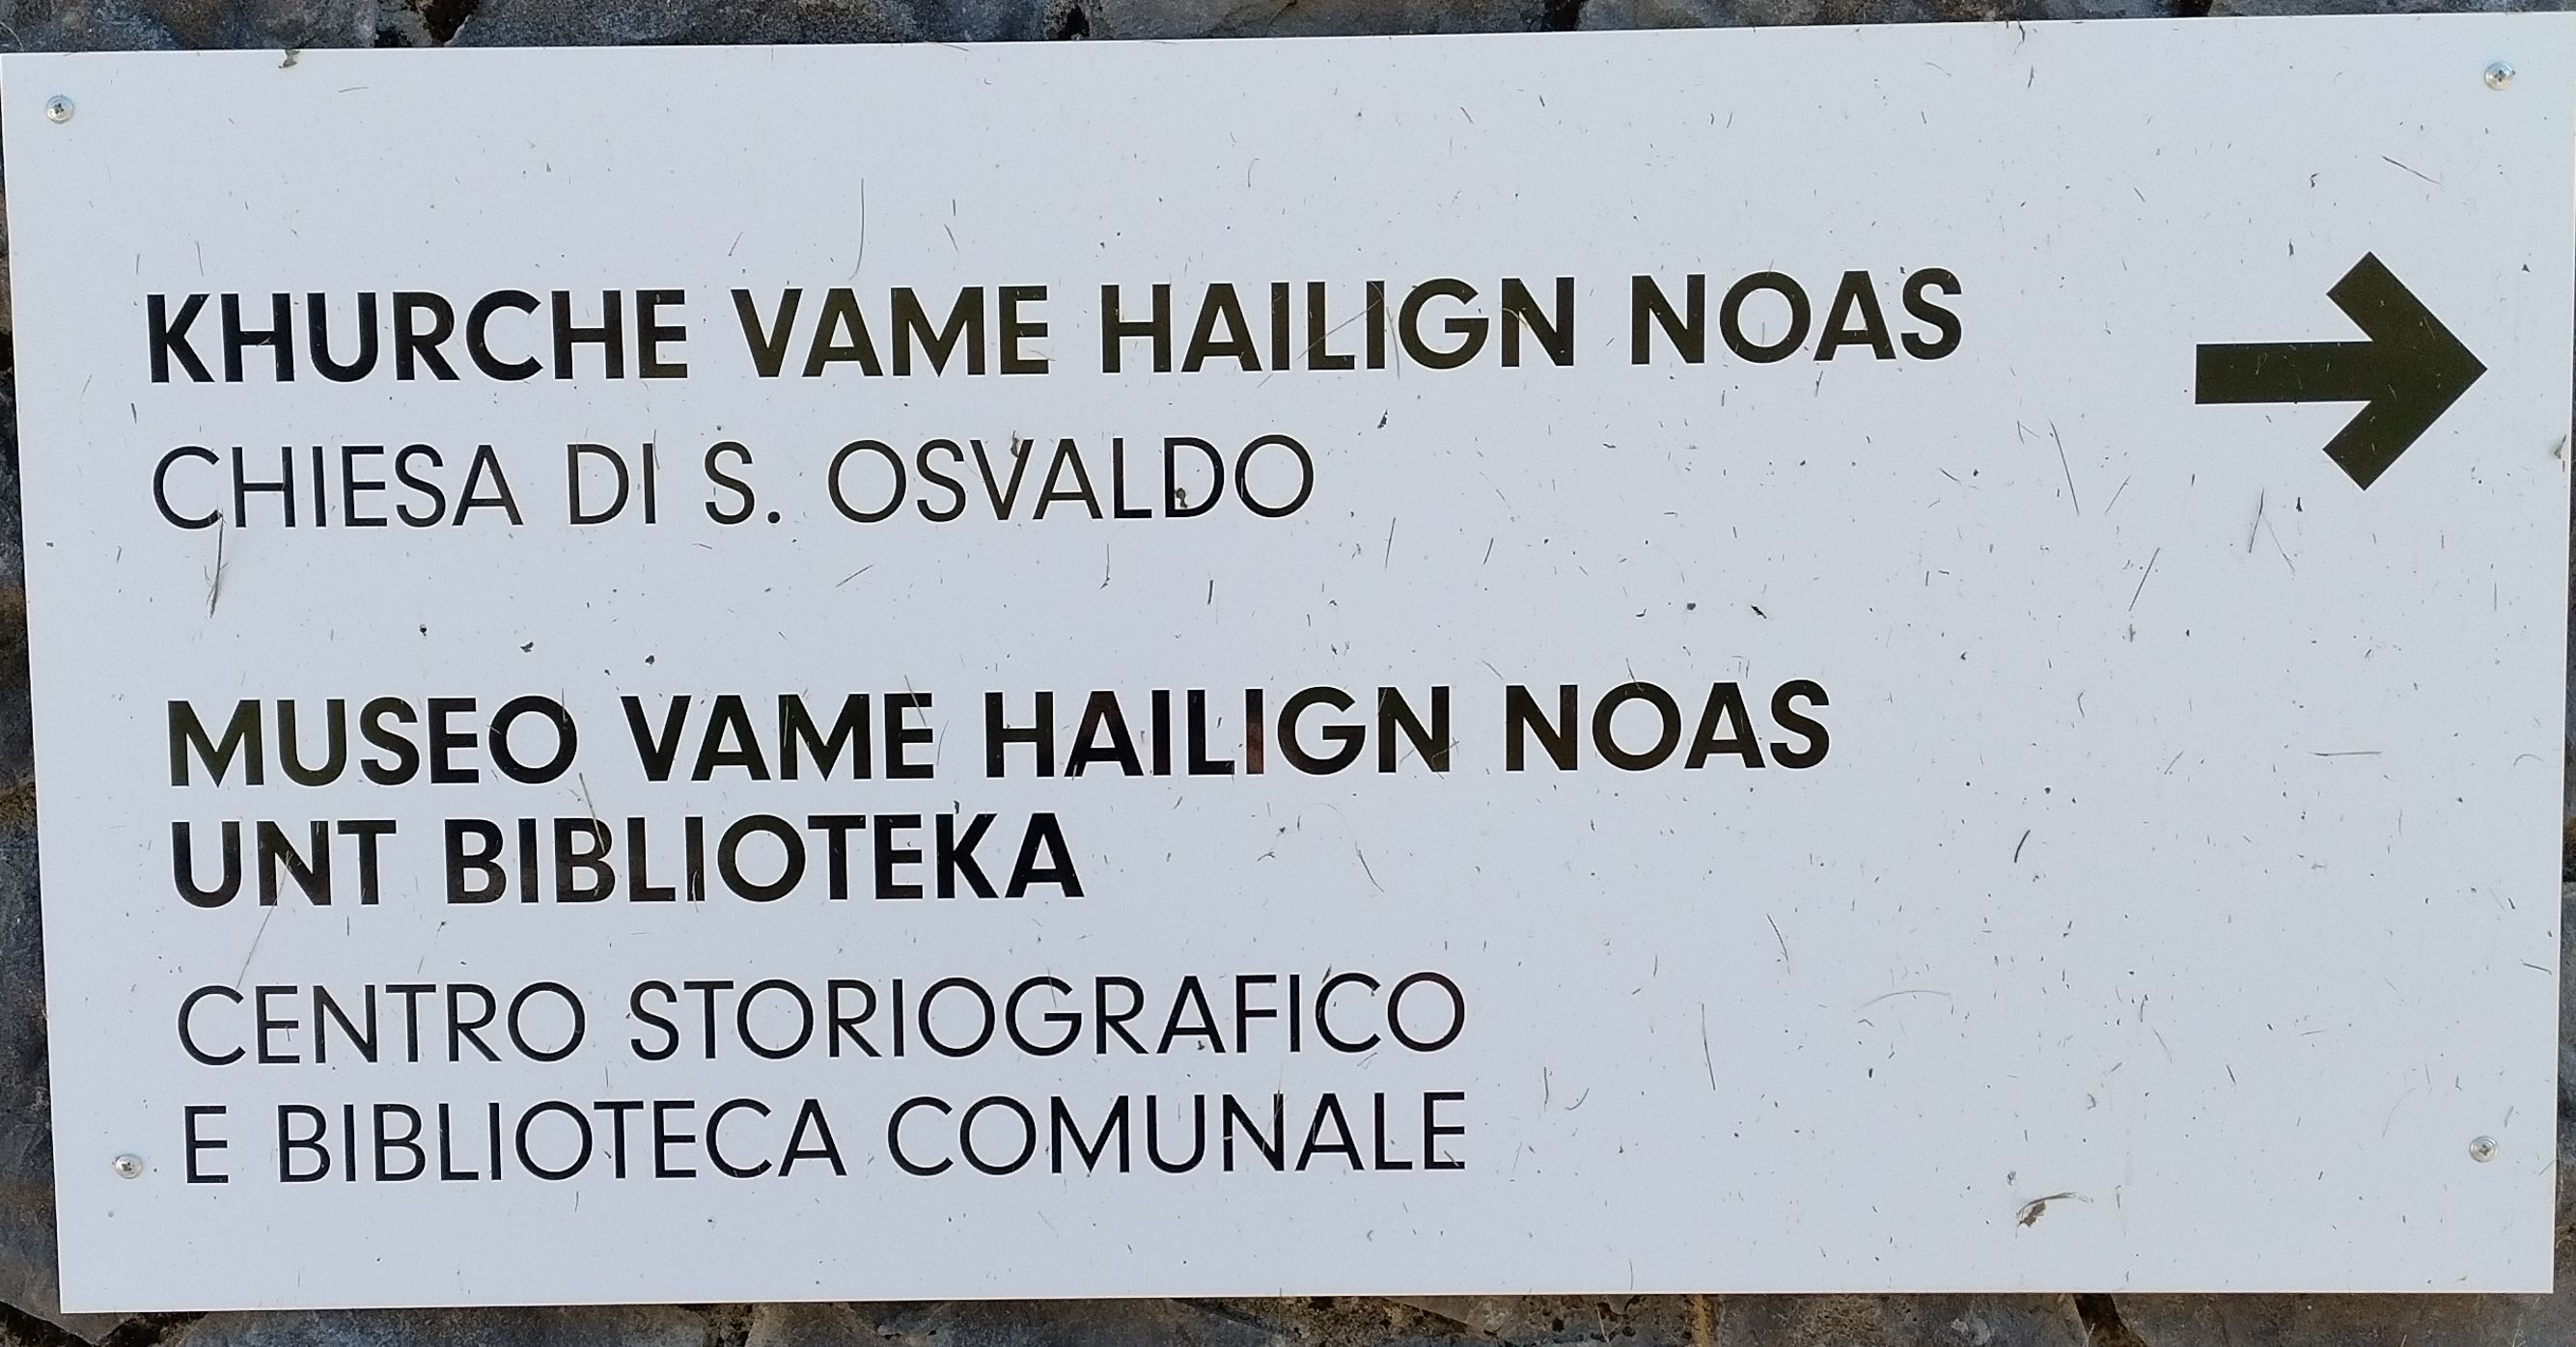 KHURCHE VAME HAILIGN NOAS
CHIESA DI S. OSVALDO
MUSEO VAME HAILIGN NOAS
UNT BIBLIOTEKA
CENTRO STORIOGRAFICO
E BIBLIOTECA COMUNALE